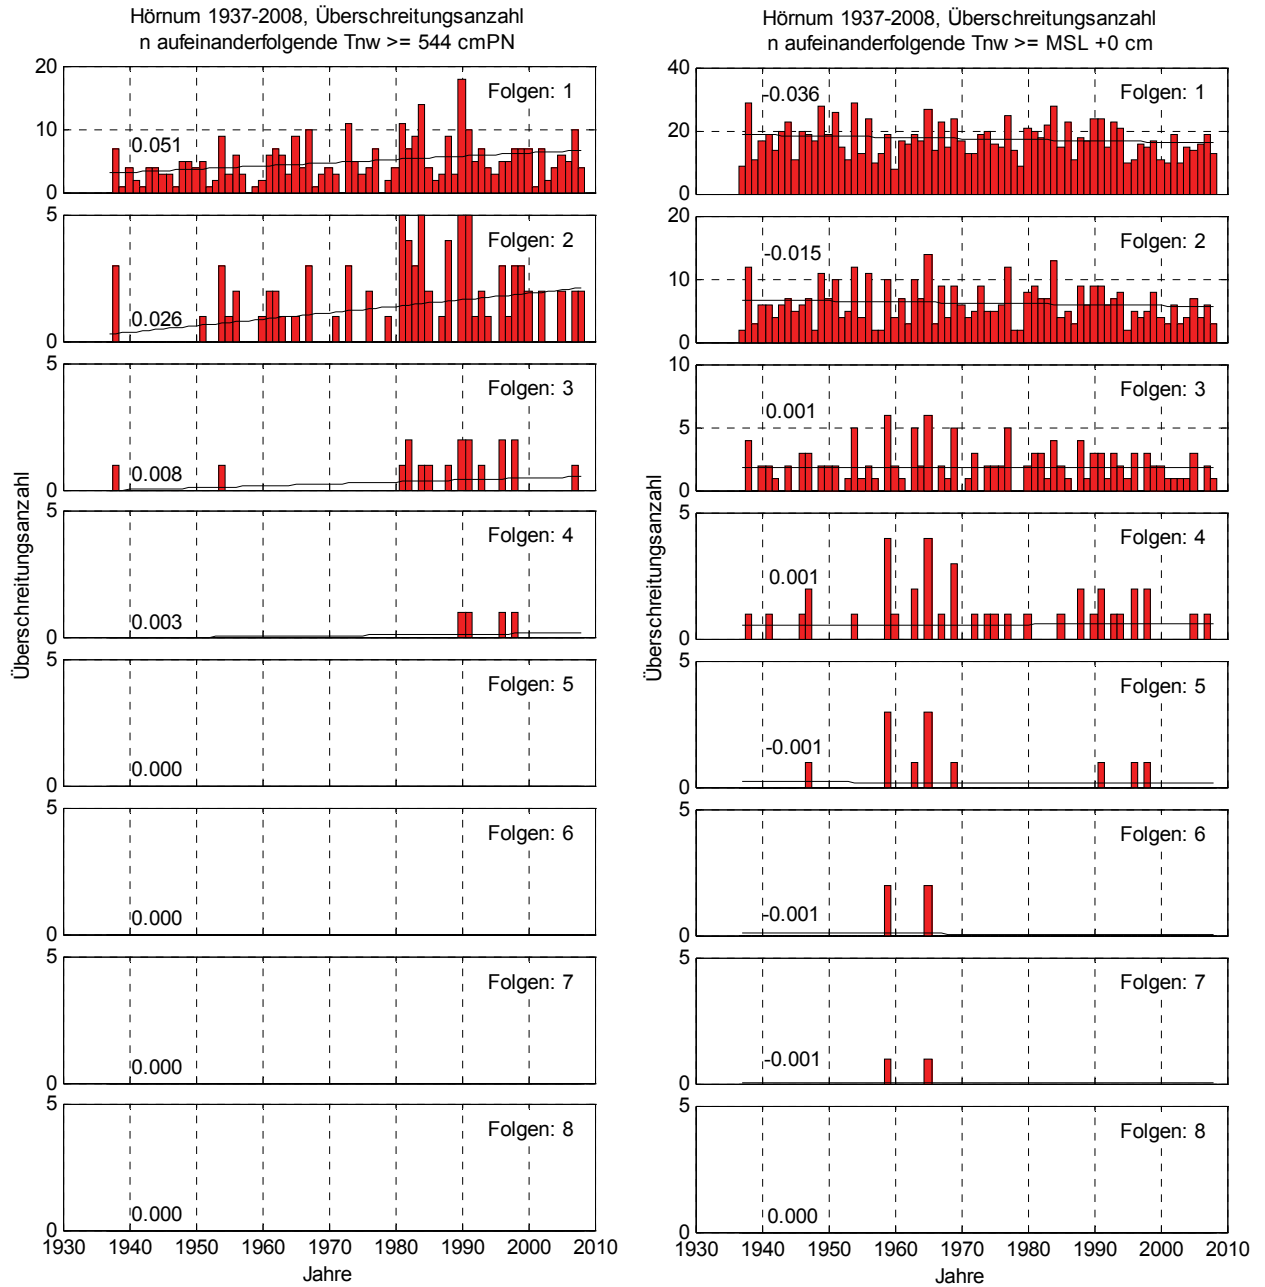 Hörnum 1937-2008, Überschreitungsanzahl
n aufeinanderfolgende Tnw >= 544 cmPN
20
10
0
Folgen: 1
0.051
5
0
Folgen: 2
0.026
5
0
Folgen: 3
0.008
5
0
Folgen: 4
0.003
5
0
Folgen: 5
0.000
5
0
Folgen: 6
0.000
5
0
Folgen: 7
0.000
5
0
Folgen: 8
0.000
1930 1940 1950 1960 1970 1980 1990 2000 2010
Jahre
Überschreitungsanzahl
Hörnum 1937-2008, Überschreitungsanzahl
n aufeinanderfolgende Tnw >= MSL +0 cm
40
20
0
Folgen: 1
-0.036
20
10
0
Folgen: 2
-0.015
10
5
0
Folgen: 3
0.001
5
0
Folgen: 4
0.001
5
0
Folgen: 5
-0.001
5
0
Folgen: 6
-0.001
5
0
Folgen: 7
-0.001
5
0
Folgen: 8
0.000
1930 1940 1950 1960 1970 1980 1990 2000 2010
Jahre
Überschreitungsanzahl